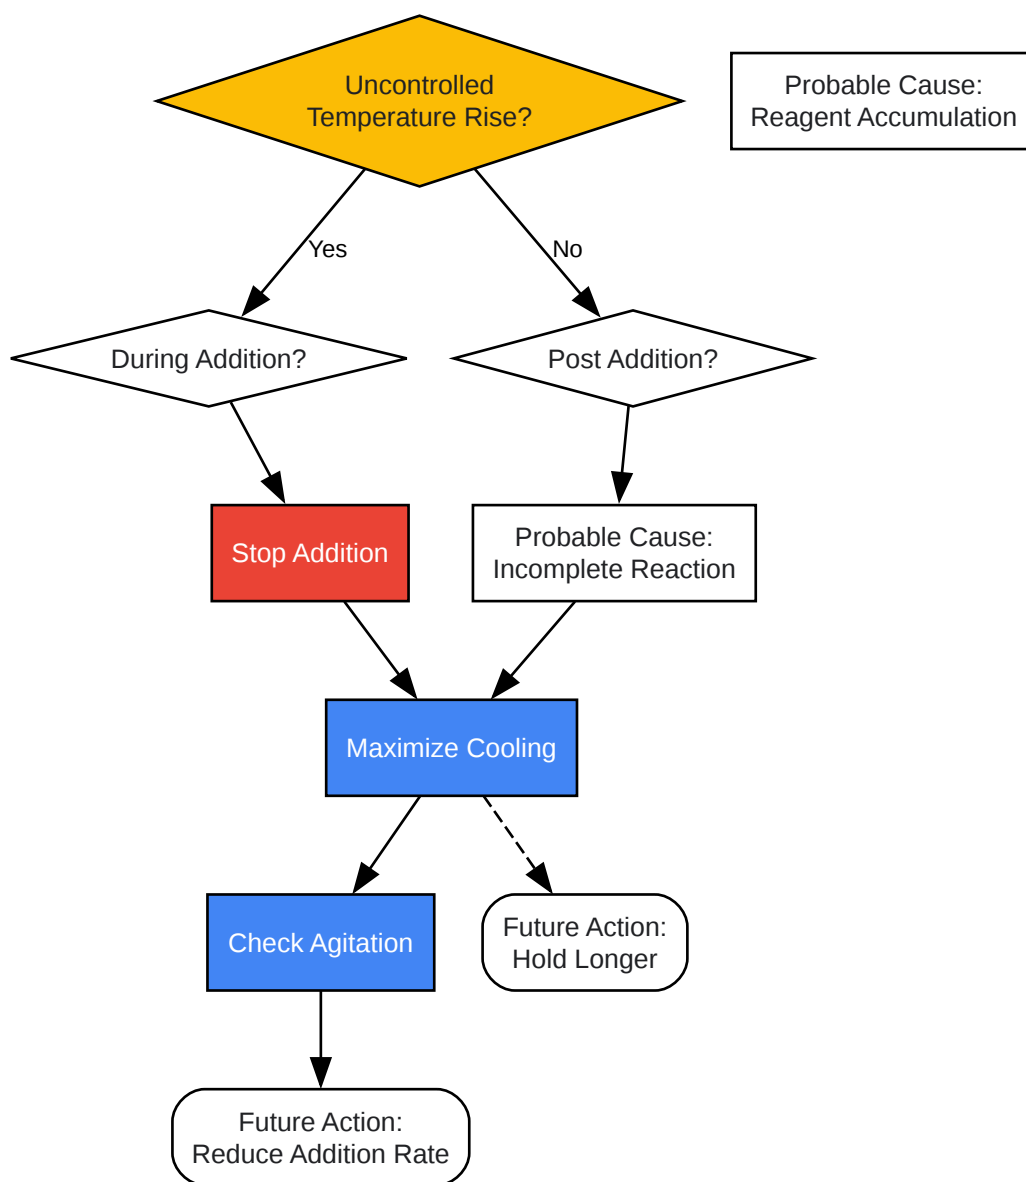 Uncontrolled
Temperature Rise?
Probable Cause:
Reagent Accumulation
Yes
No
During Addition?
Post Addition?
Stop Addition
Probable Cause:
Incomplete Reaction
Maximize Cooling
Check Agitation
Future Action:
Hold Longer
Future Action:
Reduce Addition Rate